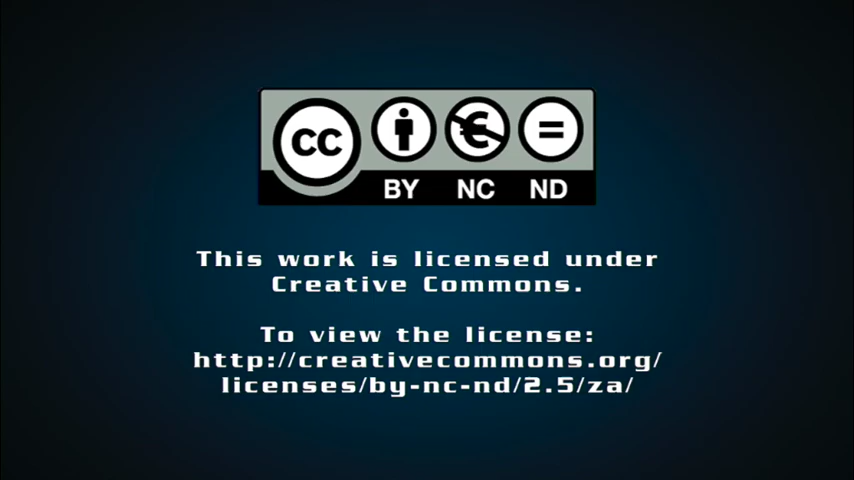 CC
BY NC ND
This work is licensed under
Creative Commons.
To view the license:
http://creativecommons.org/
licenses/by-nc-nd/2.5/za/